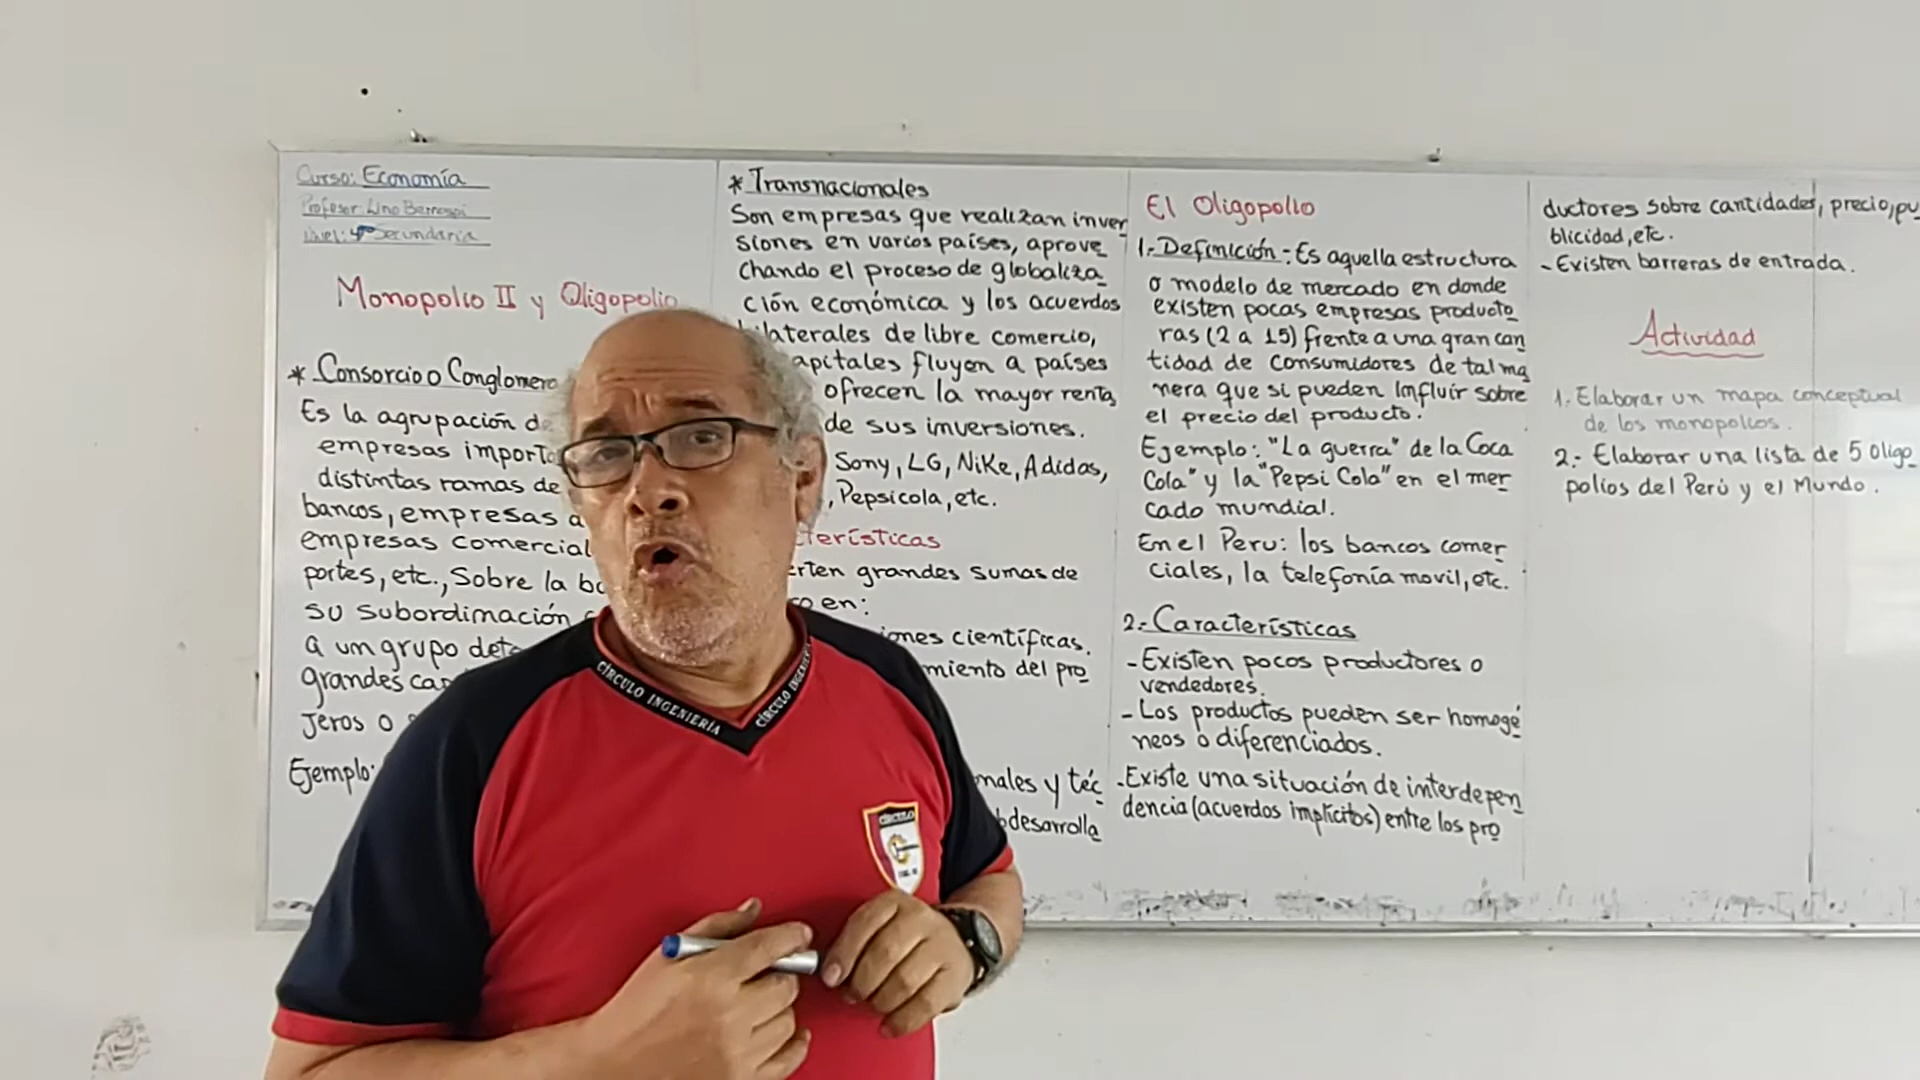 Curso: Economía
Profesor: Lino Berrospi
Nivel: 4º Secundaria
Monopolio II y Oligopolio
* Consorcio o Conglomera
Es la agrupación de
empresas importa
distintas ramas de
bancos, empresas a
empresas comercial
portes, etc., Sobre la ba
su subordinación
a un grupo dete
grandes cap
jeros o
Ejemplo:
* Transnacionales
Son empresas que realizan inver
siones en varios países, aprove
chando el proceso de globaliza
ción económica y los acuerdos
bilaterales de libre comercio,
apitales fluyen a países
ofrecen la mayor renta
de sus inversiones.
Sony, LG, Nike, Adidas,
, Pepsicola, etc.
terísticas
erten grandes sumas de
en:
iones científicas.
miento del pro
nales y téc
desarrolla
El Oligopolio
1.- Definición: Es aquella estructura
o modelo de mercado en donde
existen pocas empresas producto
ras (2 a 15) frente a una gran can
tidad de consumidores de tal ma
nera que si pueden influir sobre
el precio del producto.
Ejemplo: "La guerra" de la Coca
Cola" y la "Pepsi Cola" en el mer
cado mundial.
En el Peru: los bancos comer
ciales, la telefonía movil, etc.
2.- Características
- Existen pocos productores o
vendedores.
- Los productos pueden ser homogé
neos o diferenciados.
- Existe una situación de interdepen
dencia (acuerdos implícitos) entre los pro
ductores sobre cantidades, precio, pu
blicidad, etc.
- Existen barreras de entrada.
Actividad
1. Elaborar un mapa conceptual
de los monopolios.
2.- Elaborar una lista de 5 Oligo
polios del Perú y el Mundo.
CÍRCULO INGENIERÍA
CÍRCULO INGENIERÍA
CÍRCULO